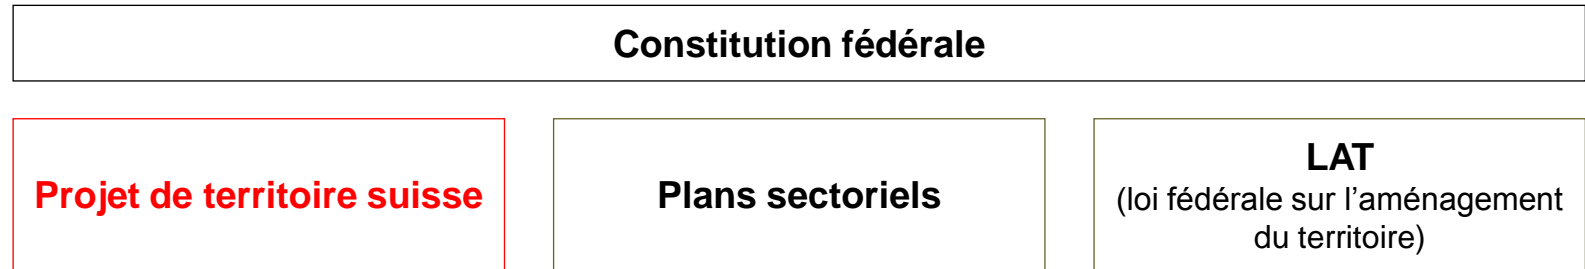 Constitution fédérale
Projet de territoire suisse
Plans sectoriels
LAT
(loi fédérale sur l’aménagement
du territoire)